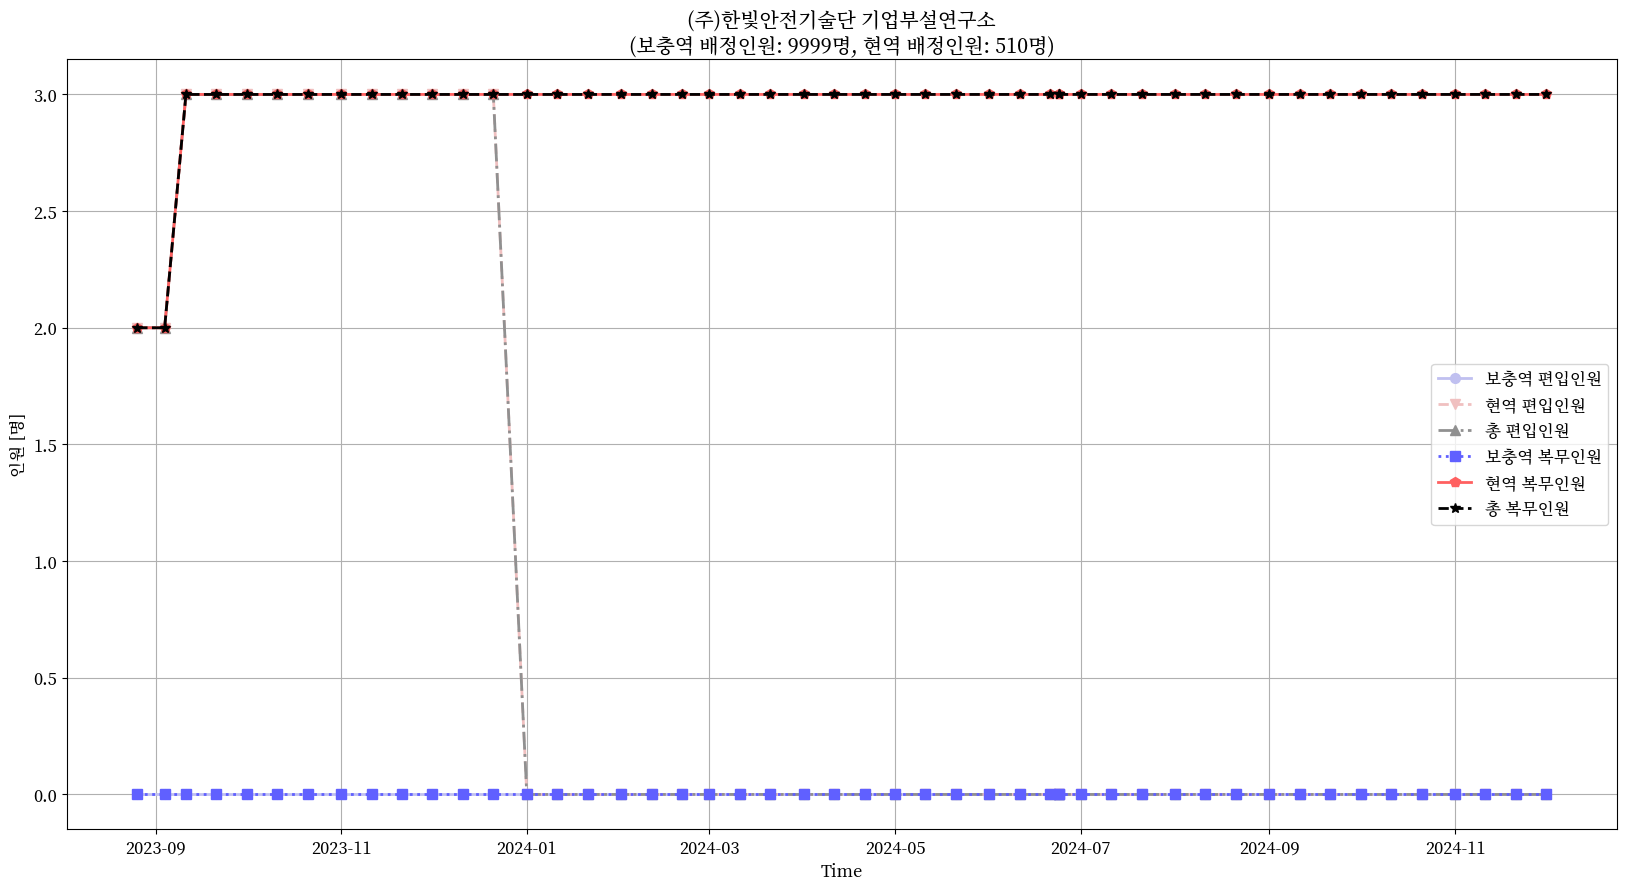 (주)한빛안전기술단 기업부설연구소
(보충역 배정인원: 9999명, 현역 배정인원: 510명)
3.0
2.5
2.0
1.5
1.0
0.5
0.0
인원 [명]
보충역 편입인원
현역 편입인원
총 편입인원
보충역 복무인원
현역 복무인원
총 복무인원
2023-09
2023-11
2024-01
2024-03
2024-05
2024-07
2024-09
2024-11
Time